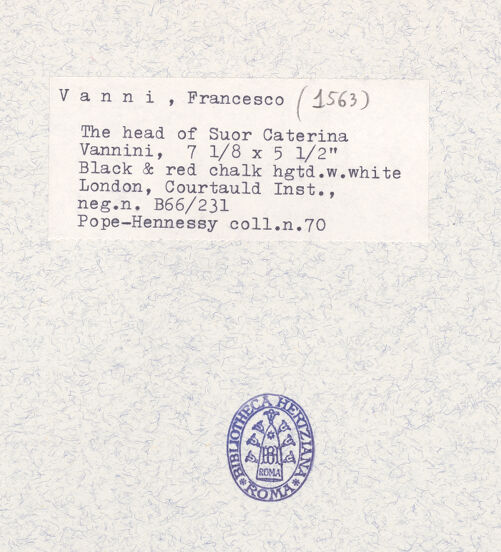 V a n n i , Francesco (1563)
The head of Suor Caterina
Vannini, 7 1/8 x 5 1/2"
Black & red chalk hgtd.w.white
London, Courtauld Inst.,
neg.n. B66/231
Pope-Hennessy coll.n.70
BIBLIOTHECA HERTZIANA
BH
ROMA
* ROMA *